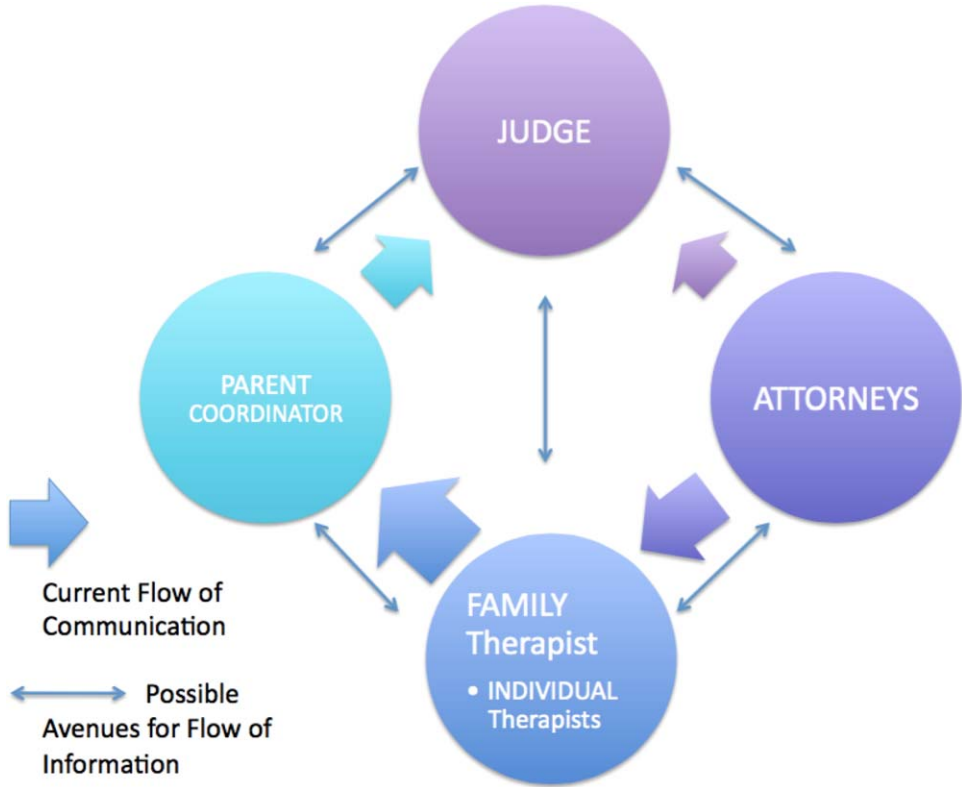 JUDGE
PARENT
COORDINATOR
ATTORNEYS
FAMILY
Therapist
• INDIVIDUAL
Therapists
Current Flow of
Communication
Possible
Avenues for Flow of
Information